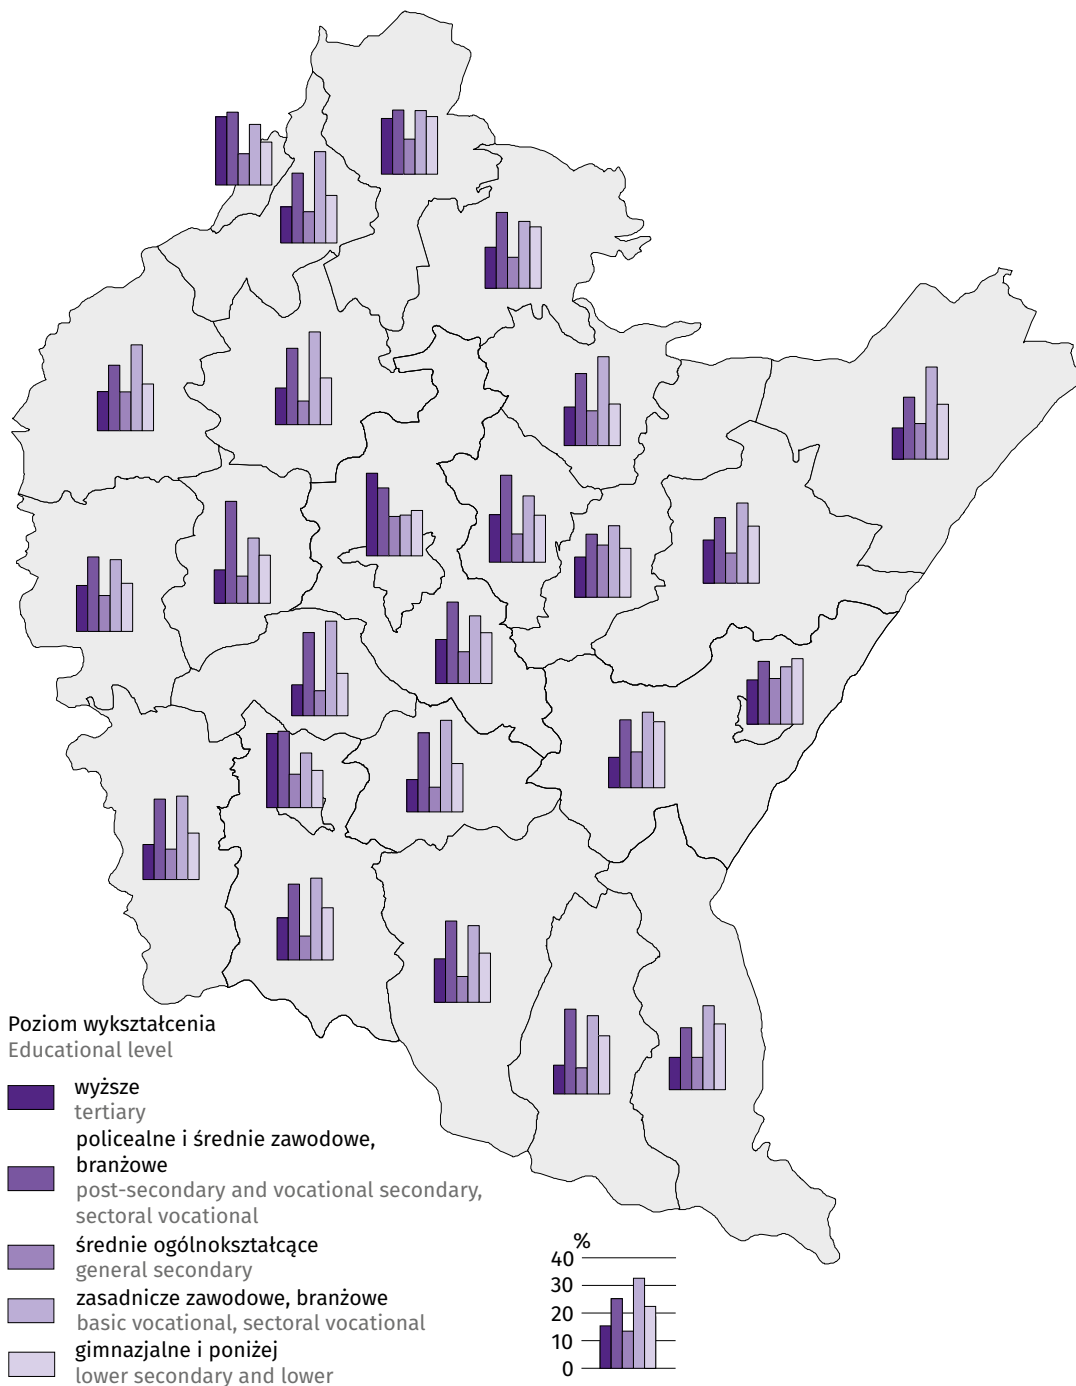 Poziom wykształcenia
Educational level
wyższe
tertiary
policealne i średnie zawodowe,
branżowe
post-secondary and vocational secondary,
sectoral vocational
średnie ogólnokształcące
general secondary
zasadnicze zawodowe, branżowe
basic vocational, sectoral vocational
gimnazjalne i poniżej
lower secondary and lower
%
40
30
20
10
0